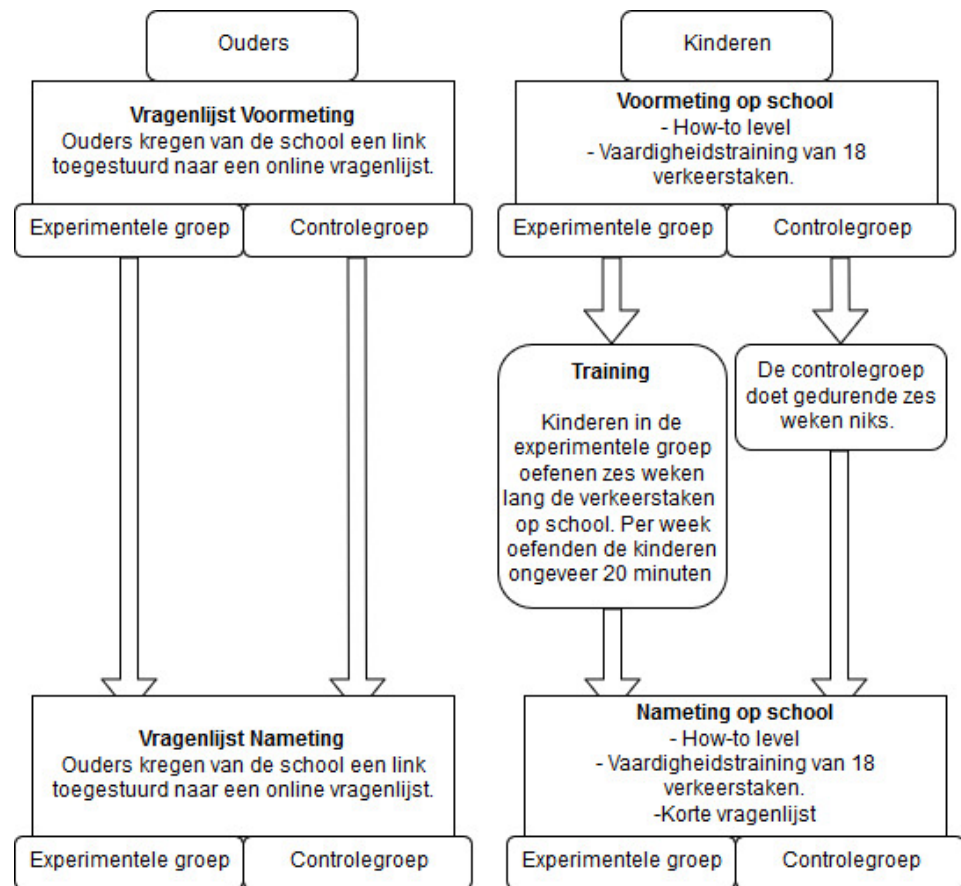 Ouders
Vragenlijst Voormeting
Ouders kregen van de school een link
toegestuurd naar een online vragenlijst.
Experimentele groep
Controlegroep
Kinderen
Voormeting op school
- How-to level
- Vaardigheidstraining van 18
verkeerstaken.
Experimentele groep
Controlegroep
Training
Kinderen in de
experimentele groep
oefenen zes weken
lang de verkeerstaken
op school. Per week
oefenden de kinderen
ongeveer 20 minuten
De controlegroep
doet gedurende zes
weken niks.
Vragenlijst Nameting
Ouders kregen van de school een link
toegestuurd naar een online vragenlijst.
Experimentele groep
Controlegroep
Nameting op school
- How-to level
- Vaardigheidstraining van 18
verkeerstaken.
-Korte vragenlijst
Experimentele groep
Controlegroep